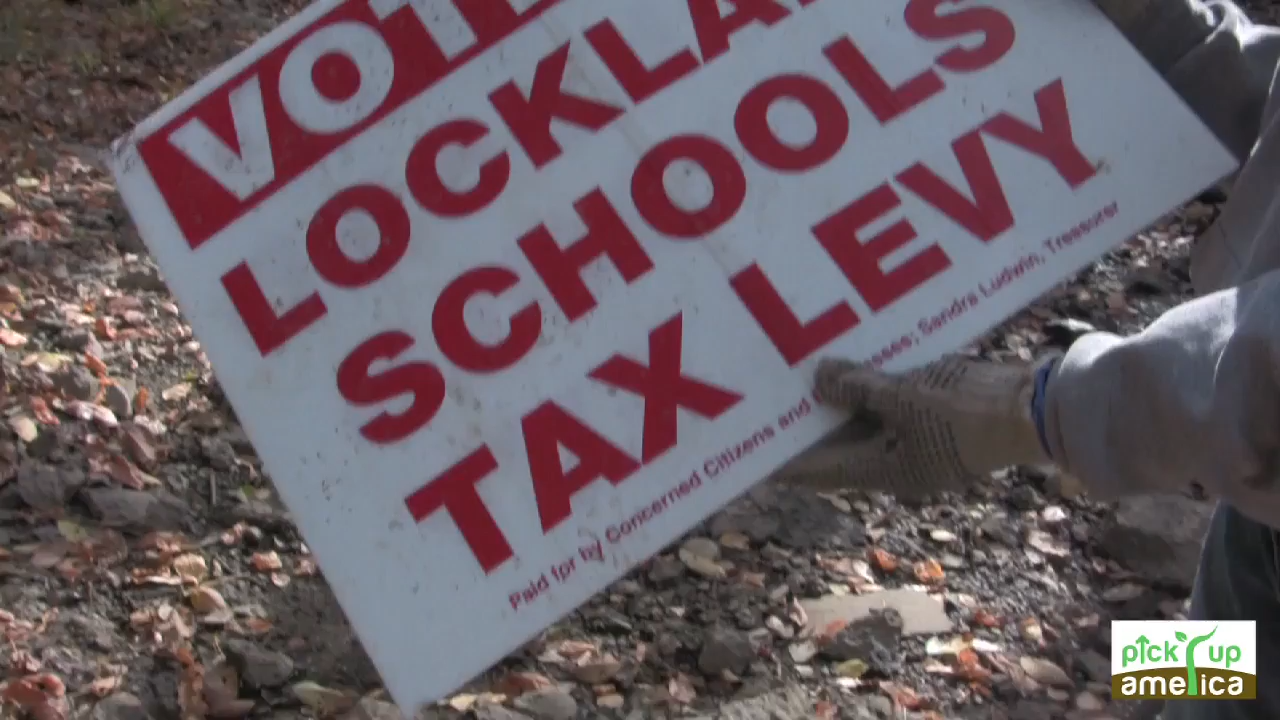 VOTE
LOCKLA
SCHOOLS
TAX LEVY
Paid for by Concerned Citizens and Sandra Ludwin, Treasurer
pick up
america